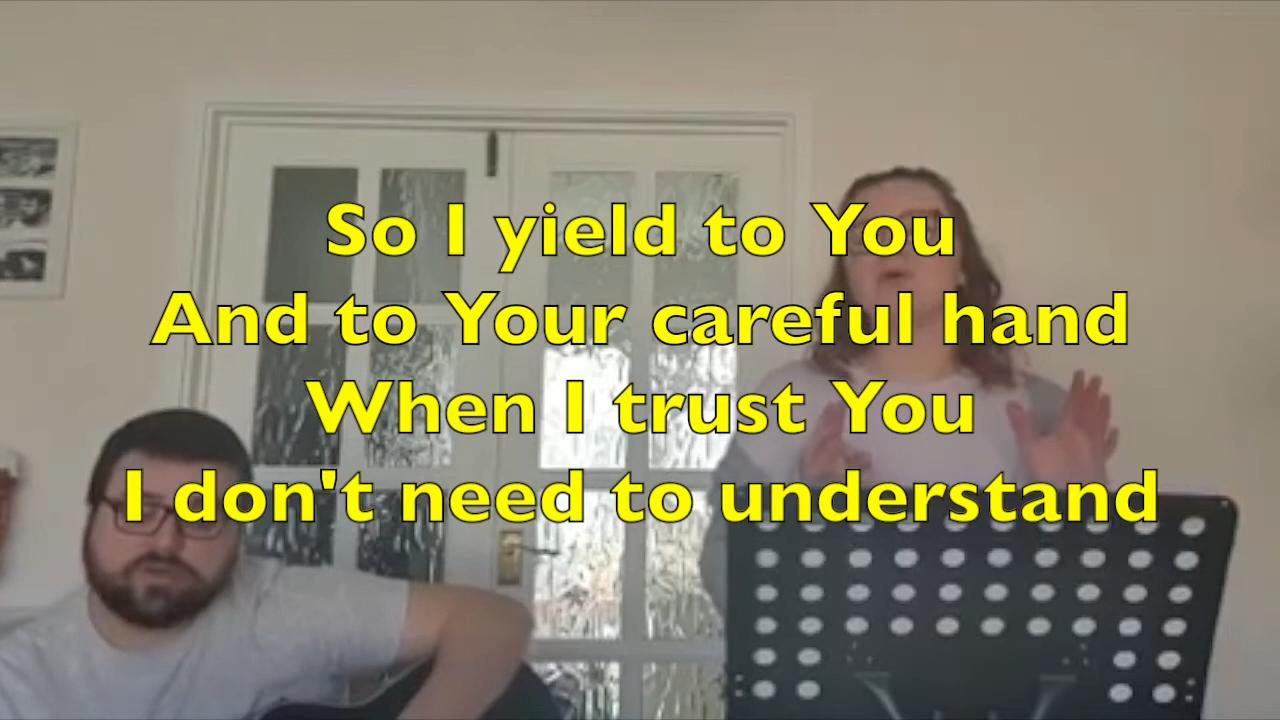 So I yield to You
And to Your careful hand
When I trust You
I don't need to understand